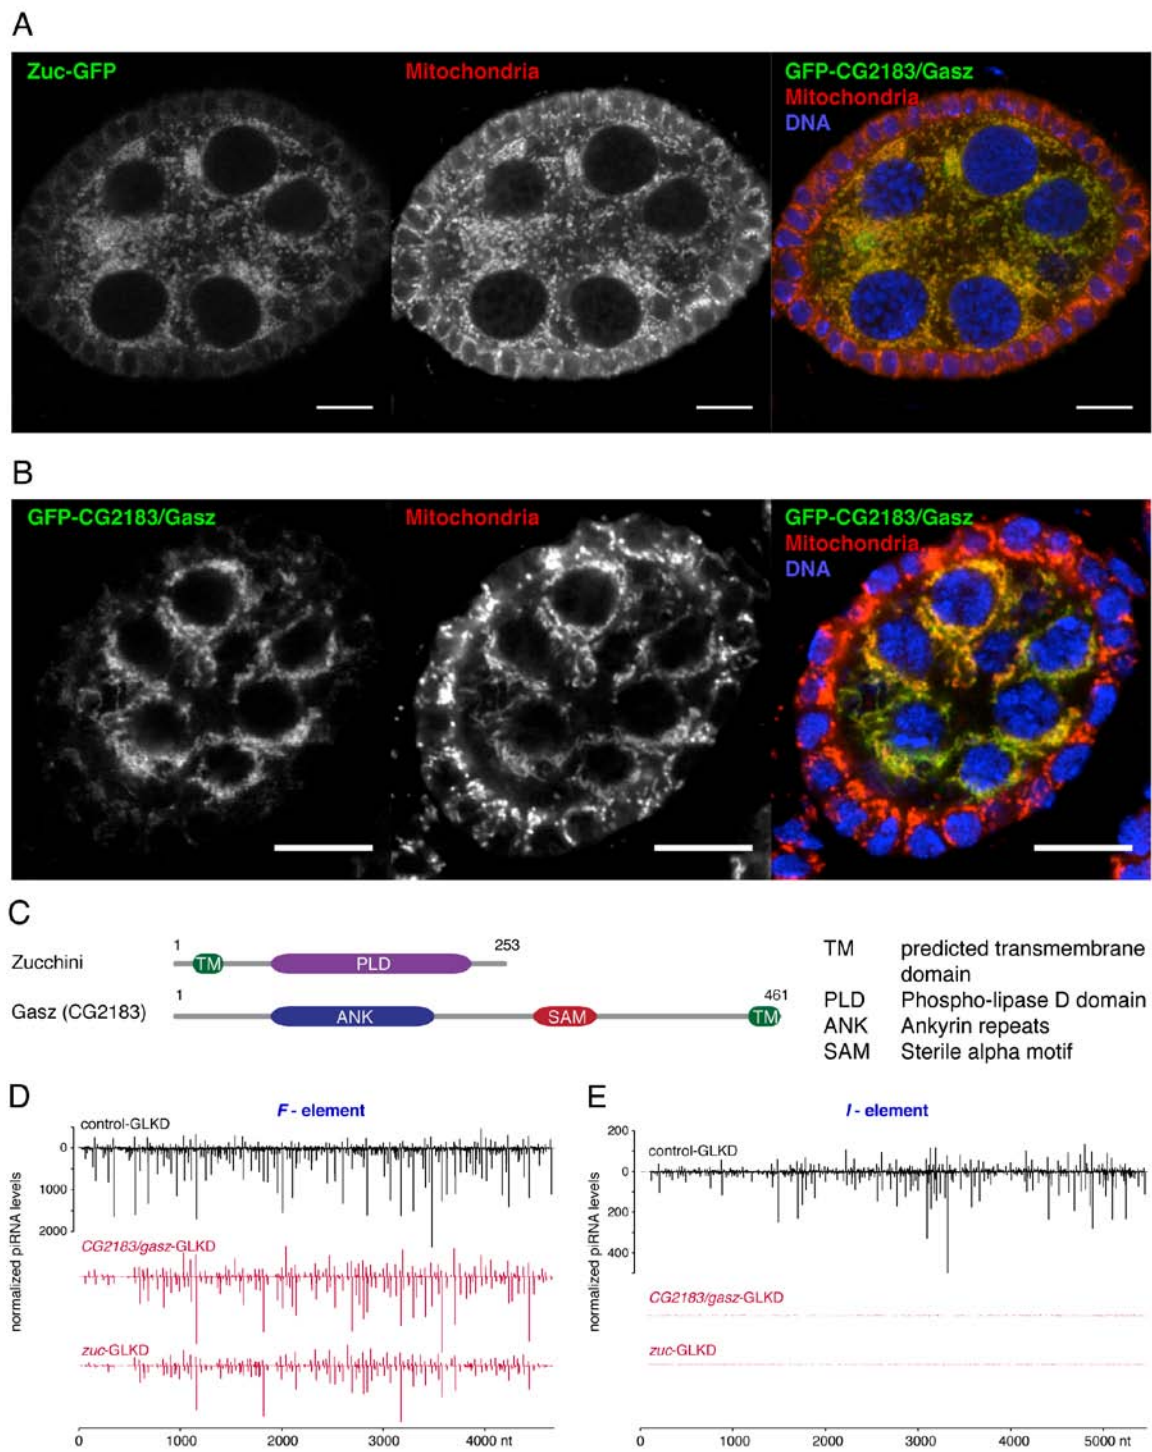 A
Zuc-GFP
Mitochondria
GFP-CG2183/Gasz
Mitochondria
DNA
B
GFP-CG2183/Gasz
Mitochondria
GFP-CG2183/Gasz
Mitochondria
DNA
C
1
253
Zucchini
TM
PLD
1
461
Gasz (CG2183)
ANK
SAM
TM
TM predicted transmembrane
domain
PLD Phospho-lipase D domain
ANK Ankyrin repeats
SAM Sterile alpha motif
D
F - element
control-GLKD
0
1000
2000
normalized piRNA levels
CG2183/gasz-GLKD
zuc-GLKD
0 1000 2000 3000 4000 nt
E
I - element
200
control-GLKD
0
200
400
normalized piRNA levels
CG2183/gasz-GLKD
zuc-GLKD
0 1000 2000 3000 4000 5000 nt